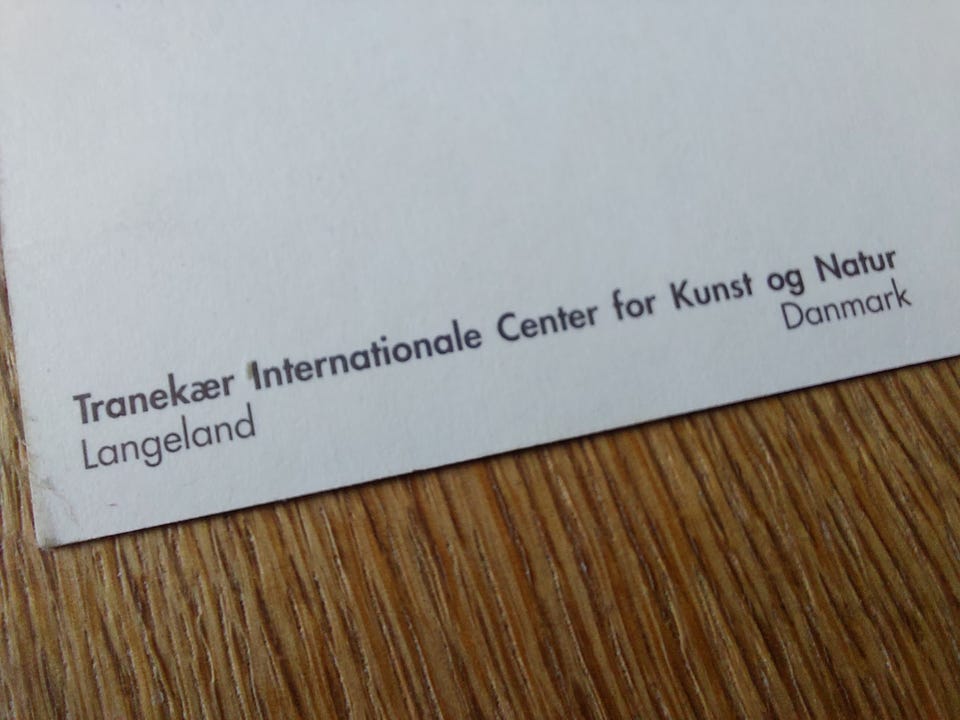 Tranekær Internationale Center for Kunst og Natur
Langeland Danmark